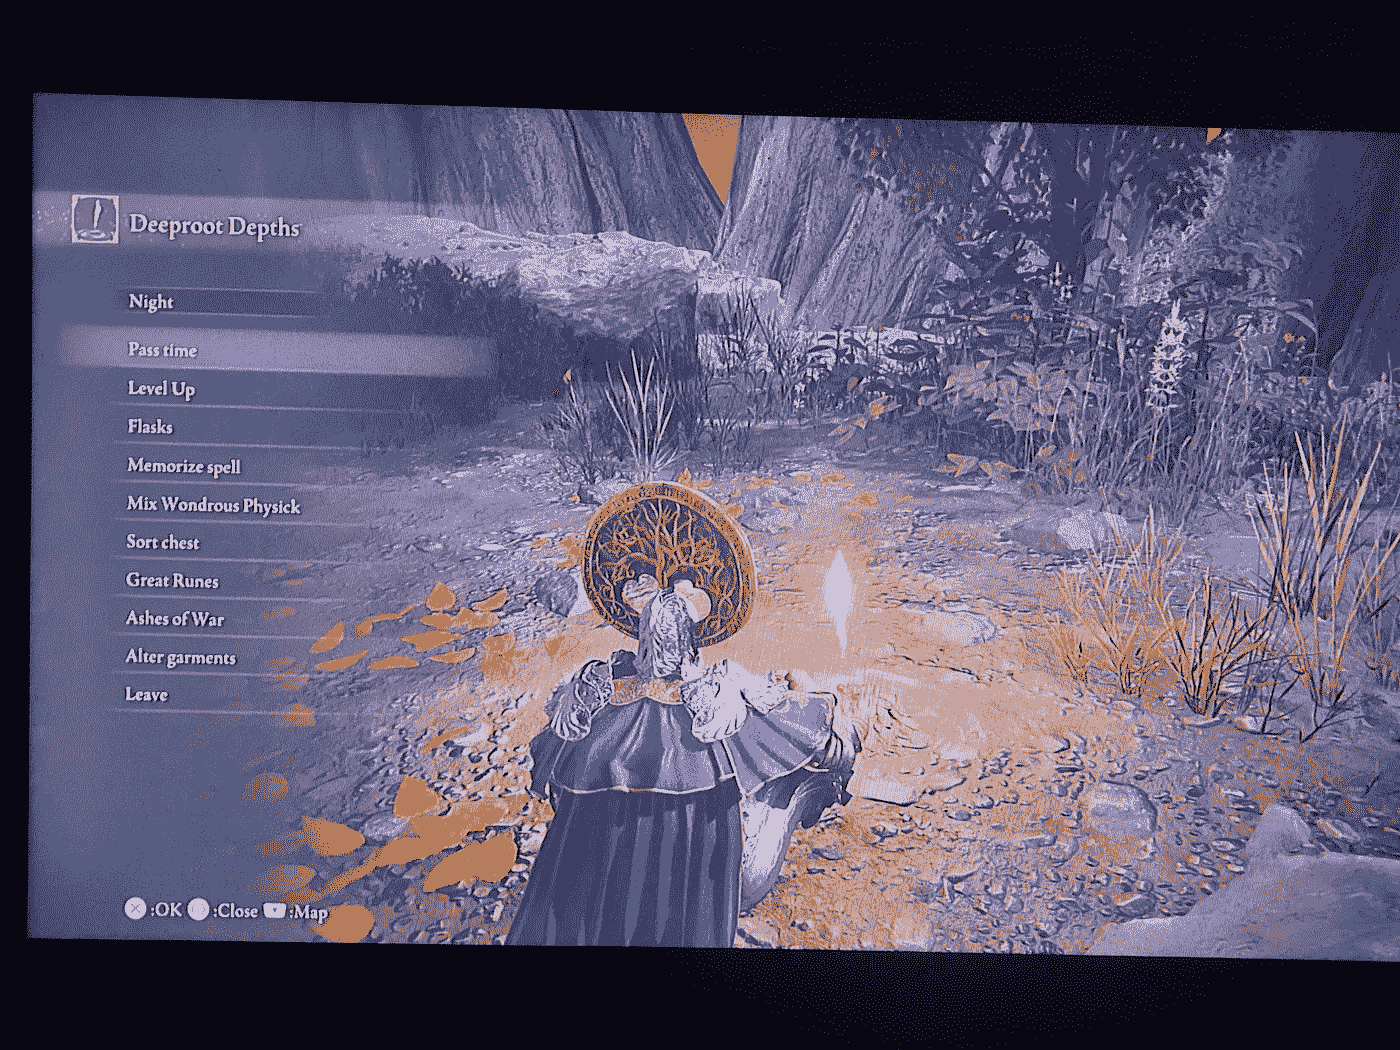 Deeproot Depths
Night
Pass time
Level Up
Flasks
Memorize spell
Mix Wondrous Physick
Sort chest
Great Runes
Ashes of War
Alter garments
Leave
:OK :Close :Map